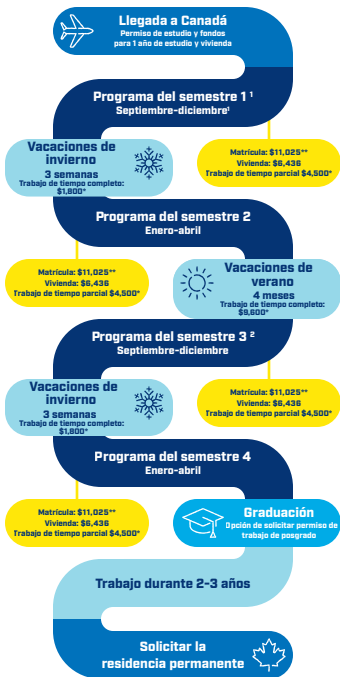 Llegada a Canadá
Permiso de estudio y fondos
para 1 año de estudio y vivienda
Programa del semestre 1 ¹
Septiembre-diciembre¹
Vacaciones de
invierno
3 semanas
Trabajo de tiempo completo:
$1,800*
Matrícula: $11,025**
Vivienda: $6,436
Trabajo de tiempo parcial $4,500*
Programa del semestre 2
Enero-abril
Matrícula: $11,025**
Vivienda: $6,436
Trabajo de tiempo parcial $4,500*
Vacaciones de
verano
4 meses
Trabajo de tiempo completo:
$9,600*
Programa del semestre 3 ²
Septiembre-diciembre
Vacaciones de
invierno
3 semanas
Trabajo de tiempo completo:
$1,800*
Matrícula: $11,025**
Vivienda: $6,436
Trabajo de tiempo parcial $4,500*
Programa del semestre 4
Enero-abril
Matrícula: $11,025**
Vivienda: $6,436
Trabajo de tiempo parcial $4,500*
Graduación
Opción de solicitar permiso de
trabajo de posgrado
Trabajo durante 2-3 años
Solicitar la
residencia permanente